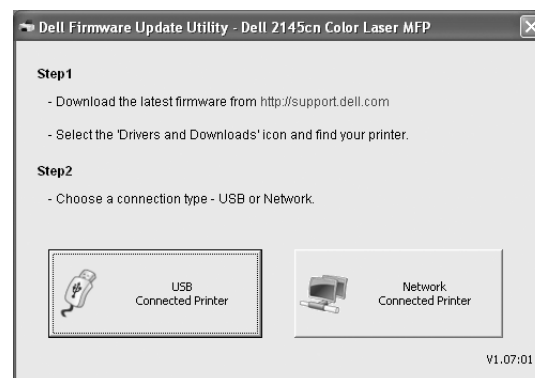 Dell Firmware Update Utility - Dell 2145cn Color Laser MFP
Step1
- Download the latest firmware from http://support.dell.com
- Select the 'Drivers and Downloads' icon and find your printer.
Step2
- Choose a connection type - USB or Network.
USB
Connected Printer
Network
Connected Printer
V1.07:01